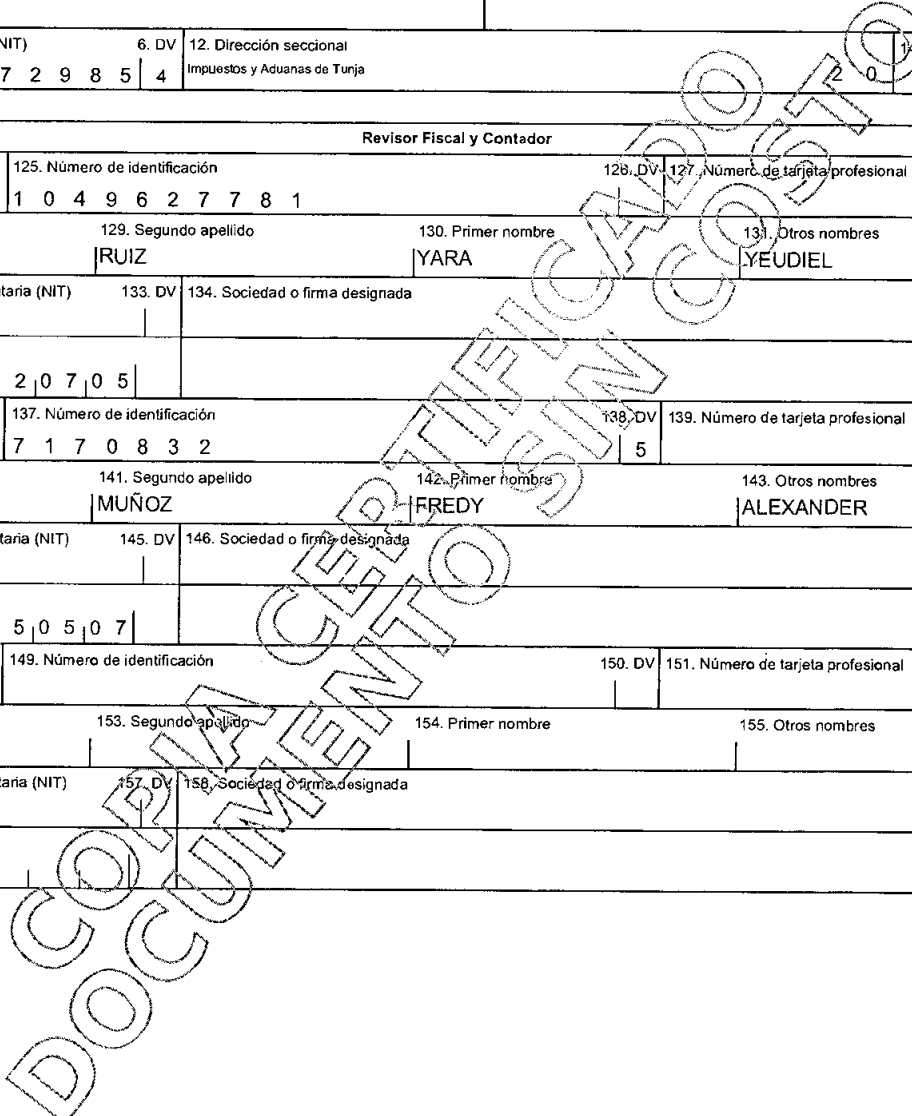 NIT) 6. DV 12. Dirección seccional
7 2 9 8 5 4 Impuestos y Aduanas de Tunja 2 0
Revisor Fiscal y Contador
125. Número de identificación 126. DV 127. Número de tarjeta profesional
1 0 4 9 6 2 7 7 8 1
129. Segundo apellido 130. Primer nombre 131. Otros nombres
RUIZ YARA YEUDIEL
taria (NIT) 133. DV 134. Sociedad o firma designada
2 0 7 0 5
137. Número de identificación 138. DV 139. Número de tarjeta profesional
7 1 7 0 8 3 2 5
141. Segundo apellido 142. Primer nombre 143. Otros nombres
MUÑOZ FREDY ALEXANDER
taria (NIT) 145. DV 146. Sociedad o firma designada
5 0 5 0 7
149. Número de identificación 150. DV 151. Número de tarjeta profesional
153. Segundo apellido 154. Primer nombre 155. Otros nombres
taria (NIT) 157. DV 158. Sociedad o firma designada
COPIA CERTIFICADO
DOCUMENTO SIN COSTO